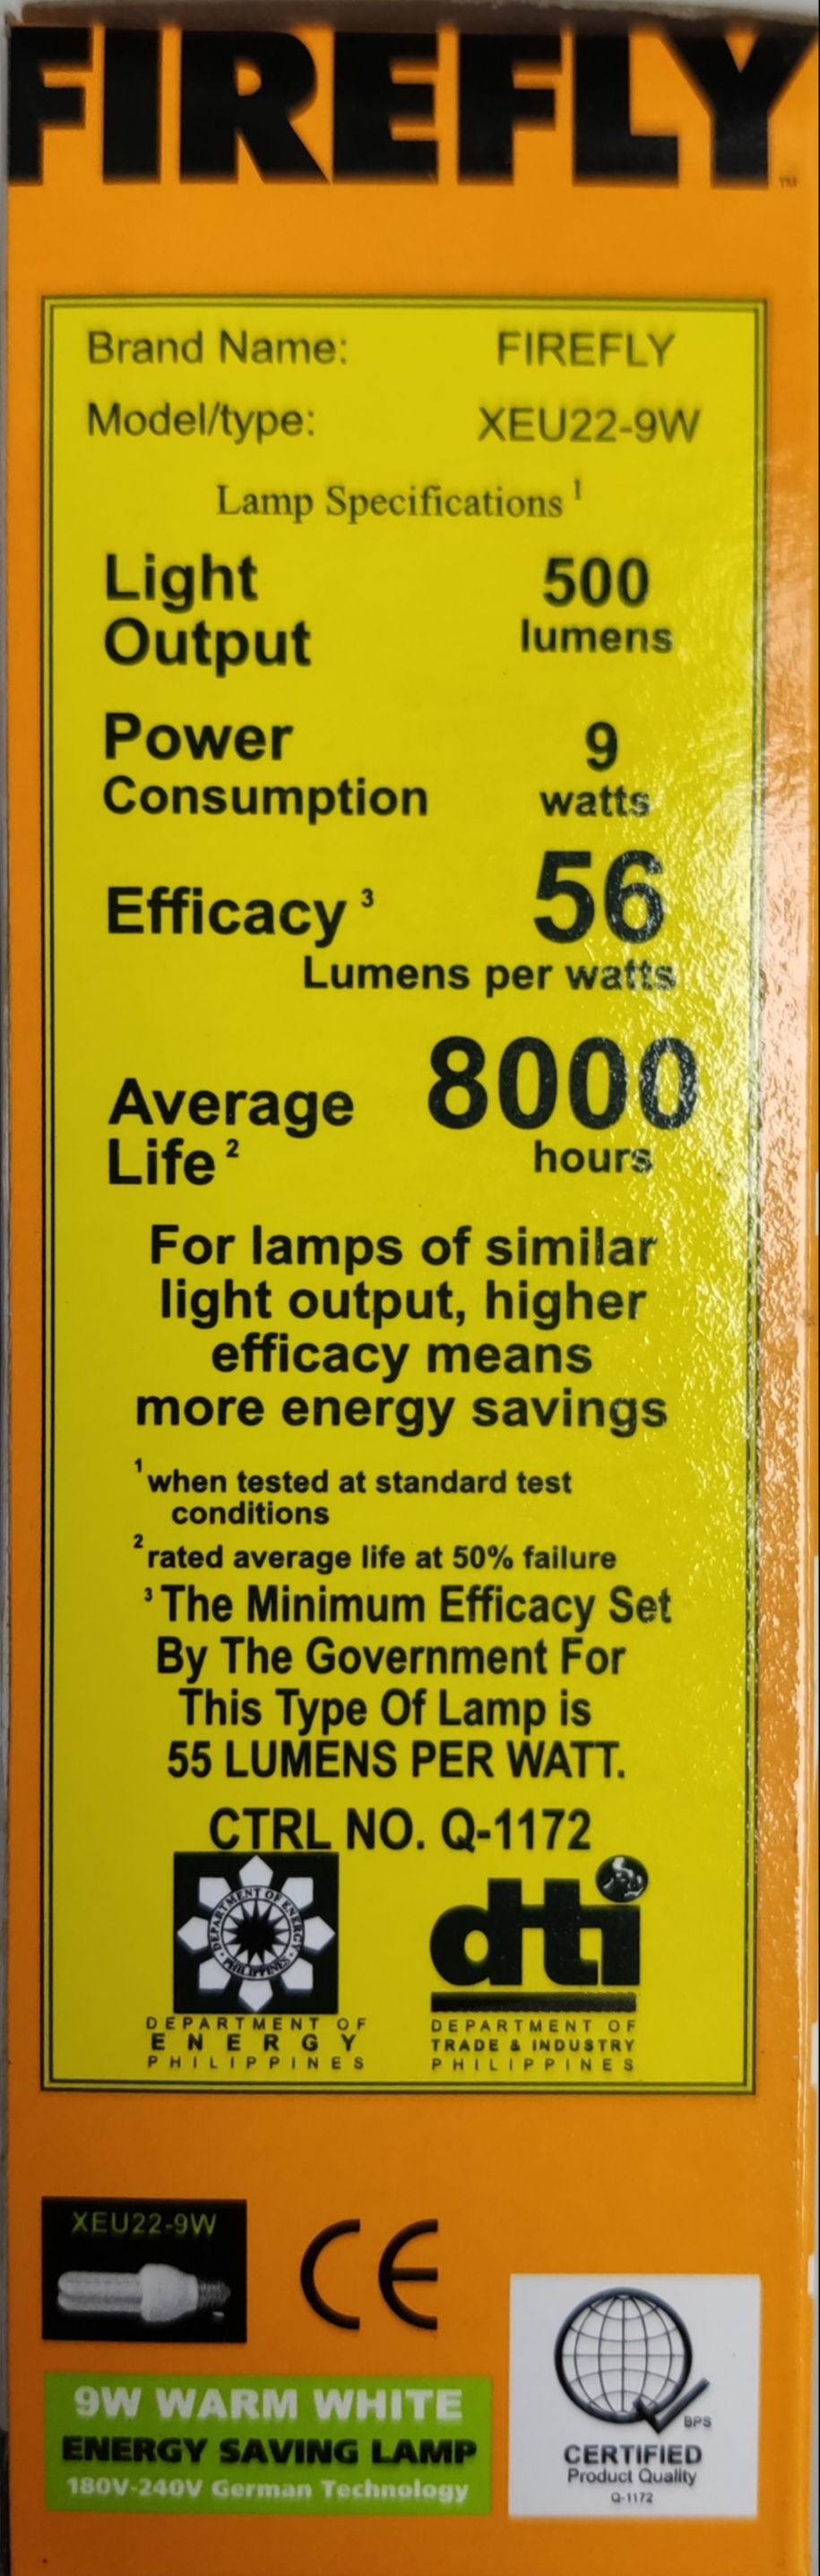 FIREFLY™
Brand Name: FIREFLY
Model/type: XEU22-9W
Lamp Specifications ¹
Light 500
Output lumens
Power 9
Consumption watts
Efficacy ³ 56
Lumens per watts
Average 8000
Life ² hours
For lamps of similar
light output, higher
efficacy means
more energy savings
¹ when tested at standard test
conditions
² rated average life at 50% failure
³ The Minimum Efficacy Set
By The Government For
This Type Of Lamp is
55 LUMENS PER WATT.
CTRL NO. Q-1172
DEPARTMENT OF ENERGY
PHILIPPINES
dti
DEPARTMENT OF
ENERGY
PHILIPPINES
DEPARTMENT OF
TRADE & INDUSTRY
PHILIPPINES
XEU22-9W
CE
9W WARM WHITE
ENERGY SAVING LAMP
180V-240V German Technology
BPS
CERTIFIED
Product Quality
Q-1172